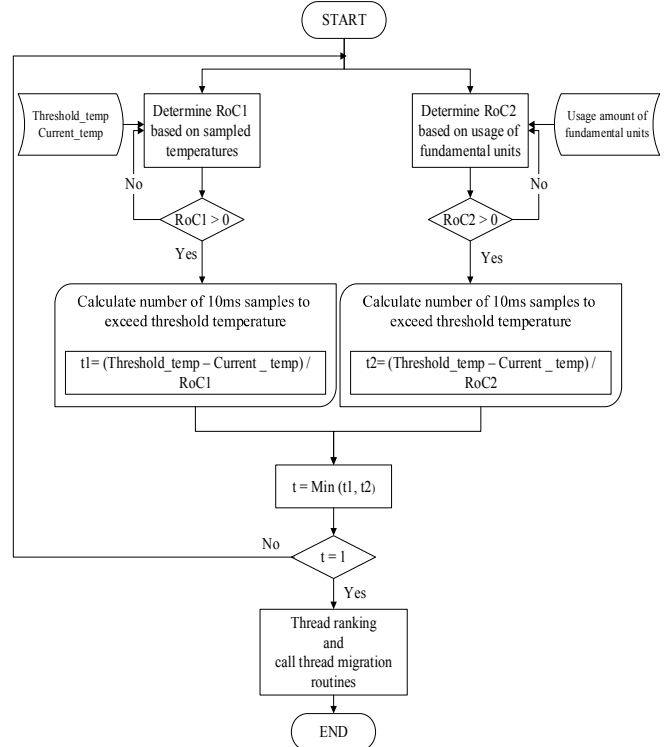 START
Threshold_temp
Current_temp
Determine RoC1
based on sampled
temperatures
Determine RoC2
based on usage of
fundamental units
Usage amount of
fundamental units
No
No
RoC1 > 0
RoC2 > 0
Yes
Yes
Calculate number of 10ms samples to
exceed threshold temperature
t1= (Threshold_temp – Current _ temp) /
RoC1
Calculate number of 10ms samples to
exceed threshold temperature
t2= (Threshold_temp – Current _ temp) /
RoC2
t = Min (t1, t2)
No
t = 1
Yes
Thread ranking
and
call thread migration
routines
END